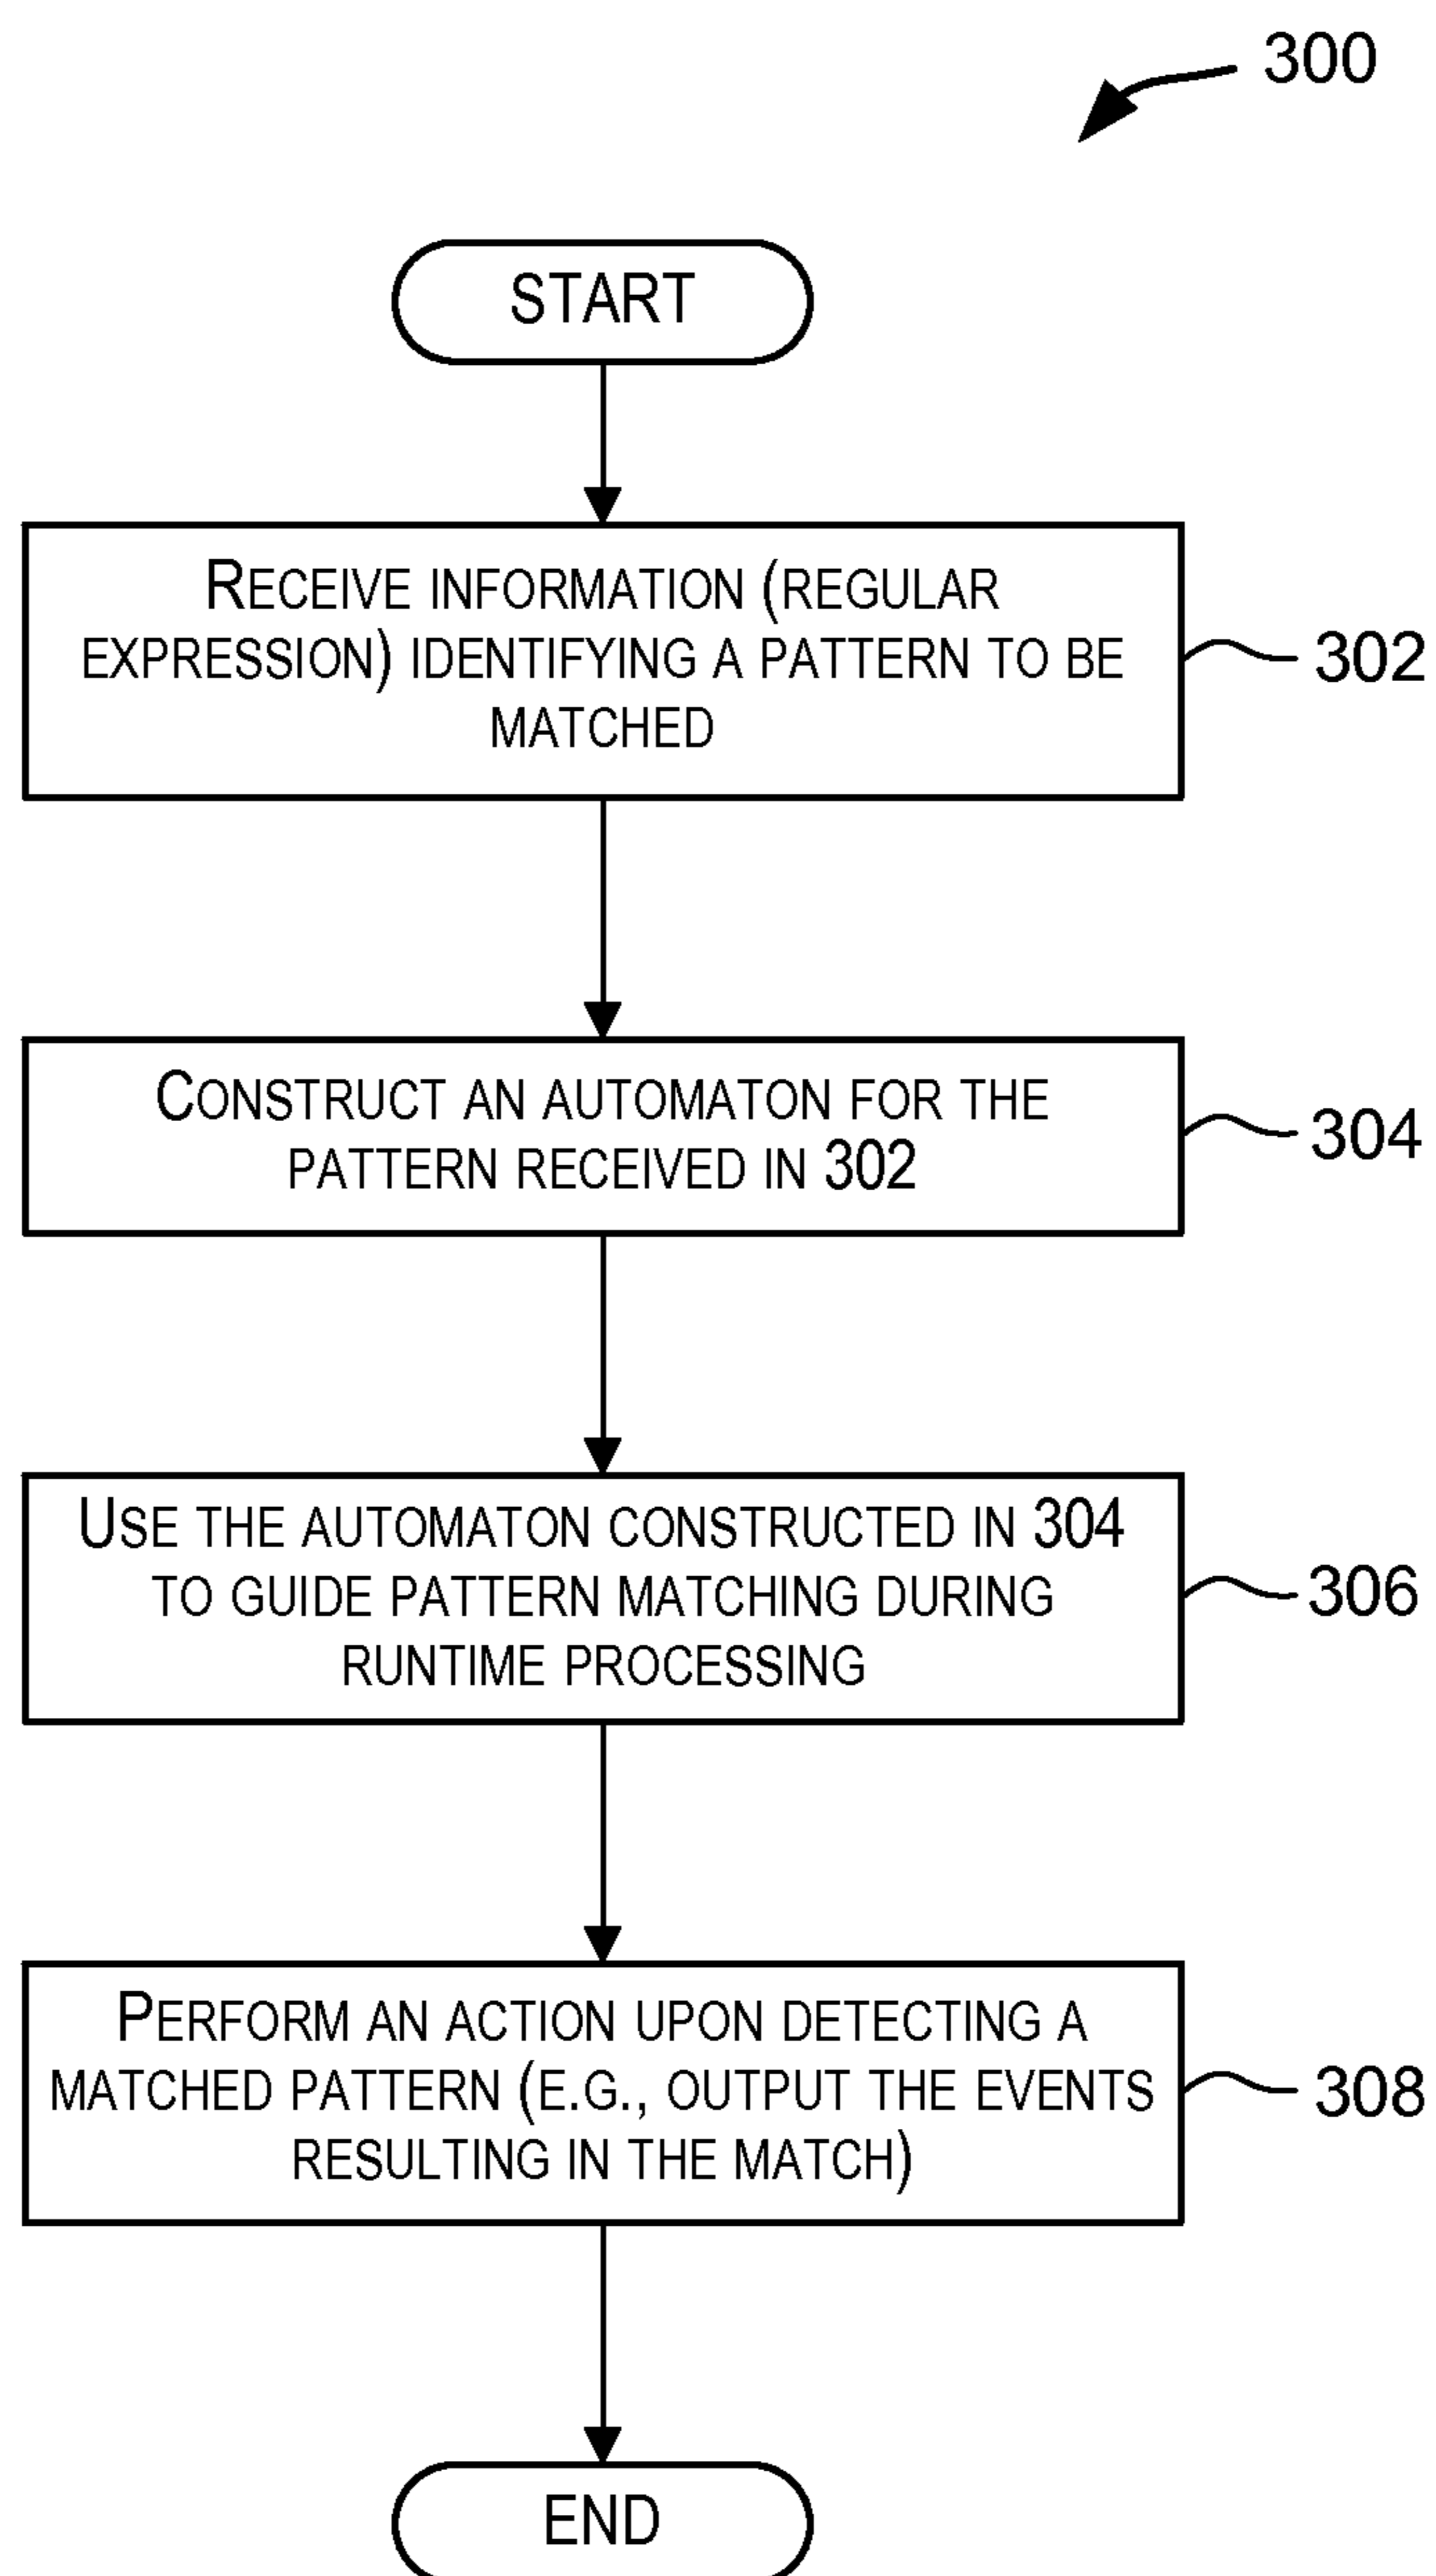 300
START
RECEIVE INFORMATION (REGULAR
EXPRESSION) IDENTIFYING A PATTERN TO BE
MATCHED
302
CONSTRUCT AN AUTOMATON FOR THE
PATTERN RECEIVED IN 302
304
USE THE AUTOMATON CONSTRUCTED IN 304
TO GUIDE PATTERN MATCHING DURING
RUNTIME PROCESSING
306
PERFORM AN ACTION UPON DETECTING A
MATCHED PATTERN (E.G., OUTPUT THE EVENTS
RESULTING IN THE MATCH)
308
END